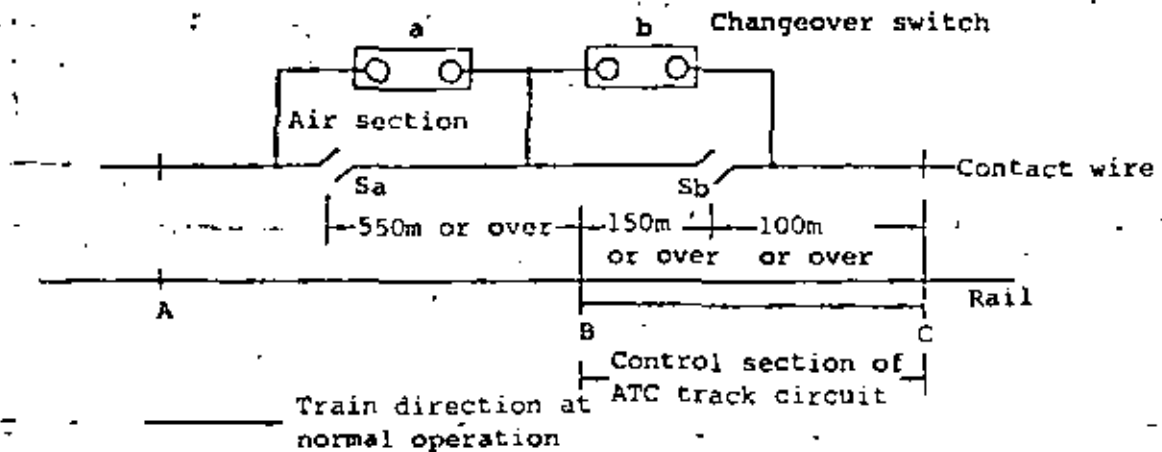 a b Changeover switch
Air section
Sa Sb Contact wire
550m or over 150m 100m
or over or over
Rail
A B C
Control section of
ATC track circuit
Train direction at
normal operation